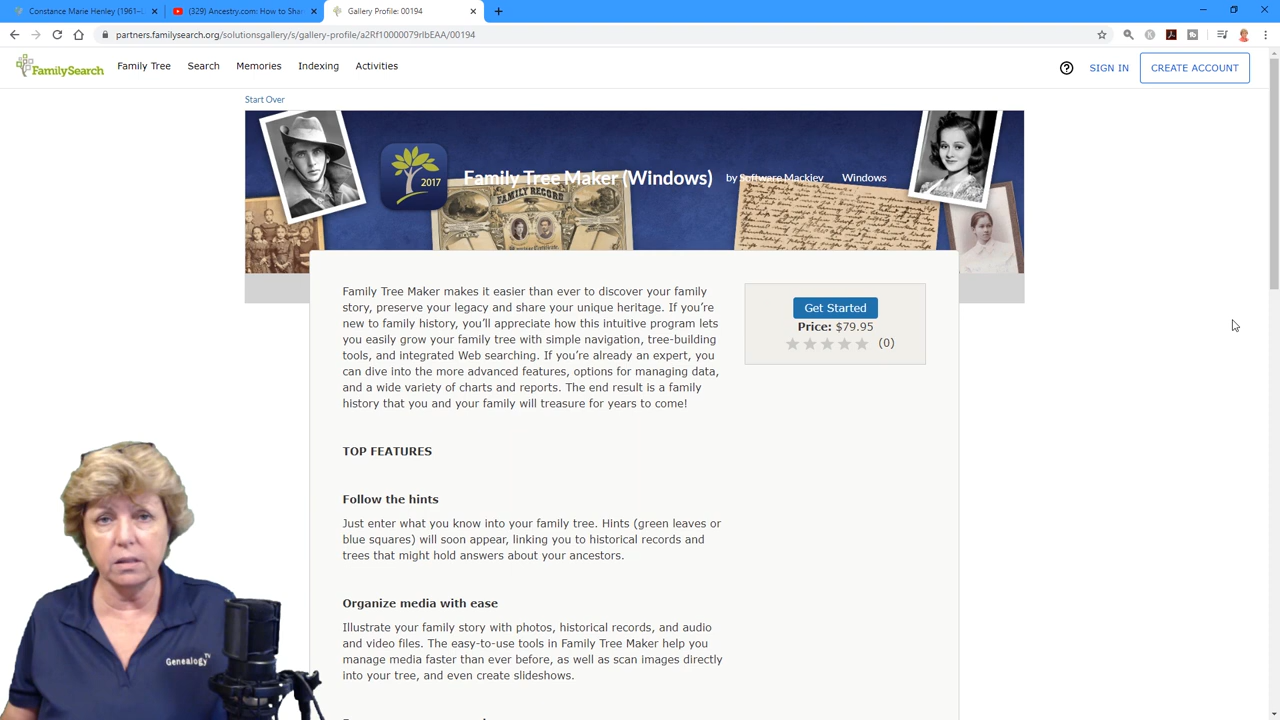 Constance Marie Henley (1961–
(329) Ancestry.com: How to Shar
Gallery Profile: 00194
partners.familysearch.org/solutionsgallery/s/gallery-profile/a2Rf10000079rlbEAA/00194
FamilySearch
Family Tree
Search
Memories
Indexing
Activities
SIGN IN
CREATE ACCOUNT
Start Over
2017
Family Tree Maker (Windows)
by Software Mackiev
Windows
FAMILY RECORD
Family Tree Maker makes it easier than ever to discover your family
story, preserve your legacy and share your unique heritage. If you’re
new to family history, you’ll appreciate how this intuitive program lets
you easily grow your family tree with simple navigation, tree-building
tools, and integrated Web searching. If you’re already an expert, you
can dive into the more advanced features, options for managing data,
and a wide variety of charts and reports. The end result is a family
history that you and your family will treasure for years to come!
Get Started
Price: $79.95
(0)
TOP FEATURES
Follow the hints
Just enter what you know into your family tree. Hints (green leaves or
blue squares) will soon appear, linking you to historical records and
trees that might hold answers about your ancestors.
Organize media with ease
Illustrate your family story with photos, historical records, and audio
and video files. The easy-to-use tools in Family Tree Maker help you
manage media faster than ever before, as well as scan images directly
into your tree, and even create slideshows.
Genealogy TV